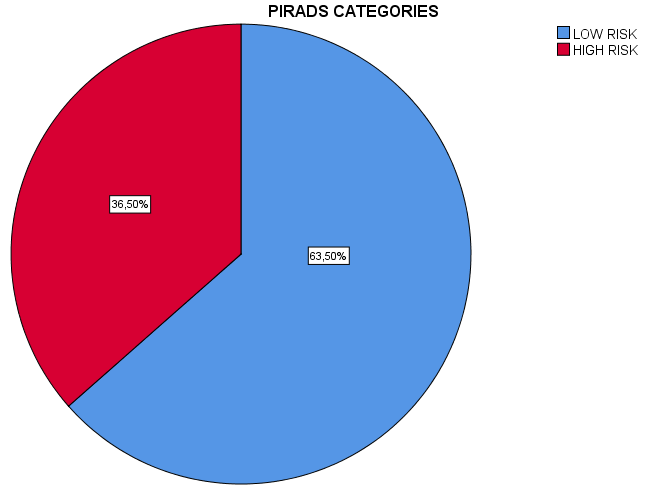 PIRADS CATEGORIES
LOW RISK
HIGH RISK
36,50%
63,50%